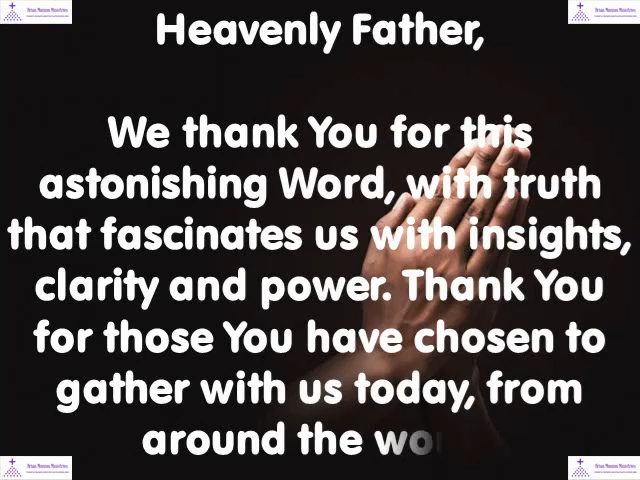 Heavenly Father,
We thank You for this
astonishing Word, with truth
that fascinates us with insights,
clarity and power. Thank You
for those You have chosen to
gather with us today, from
around the